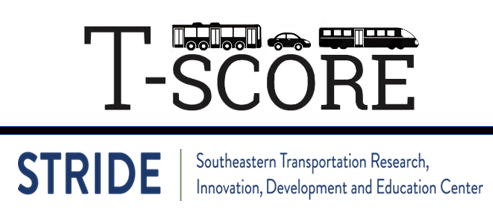 T-SCORE
STRIDE
Southeastern Transportation Research,
Innovation, Development and Education Center